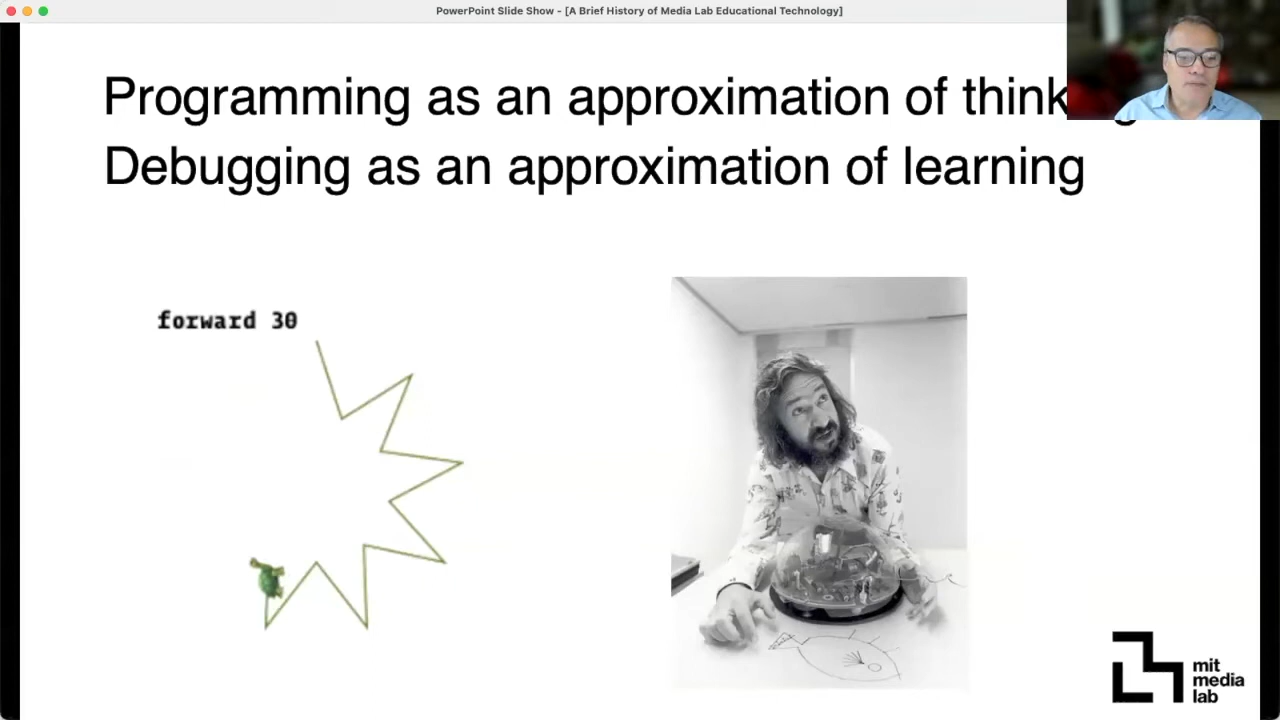 PowerPoint Slide Show - [A Brief History of Media Lab Educational Technology]
Programming as an approximation of
Debugging as an approximation of learning
forward 30
mit
media
lab